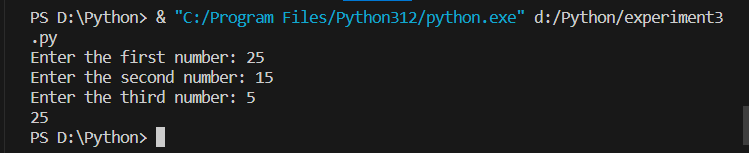 PS D:\Python> & "C:/Program Files/Python312/python.exe" d:/Python/experiment3
.py
Enter the first number: 25
Enter the second number: 15
Enter the third number: 5
25
PS D:\Python>